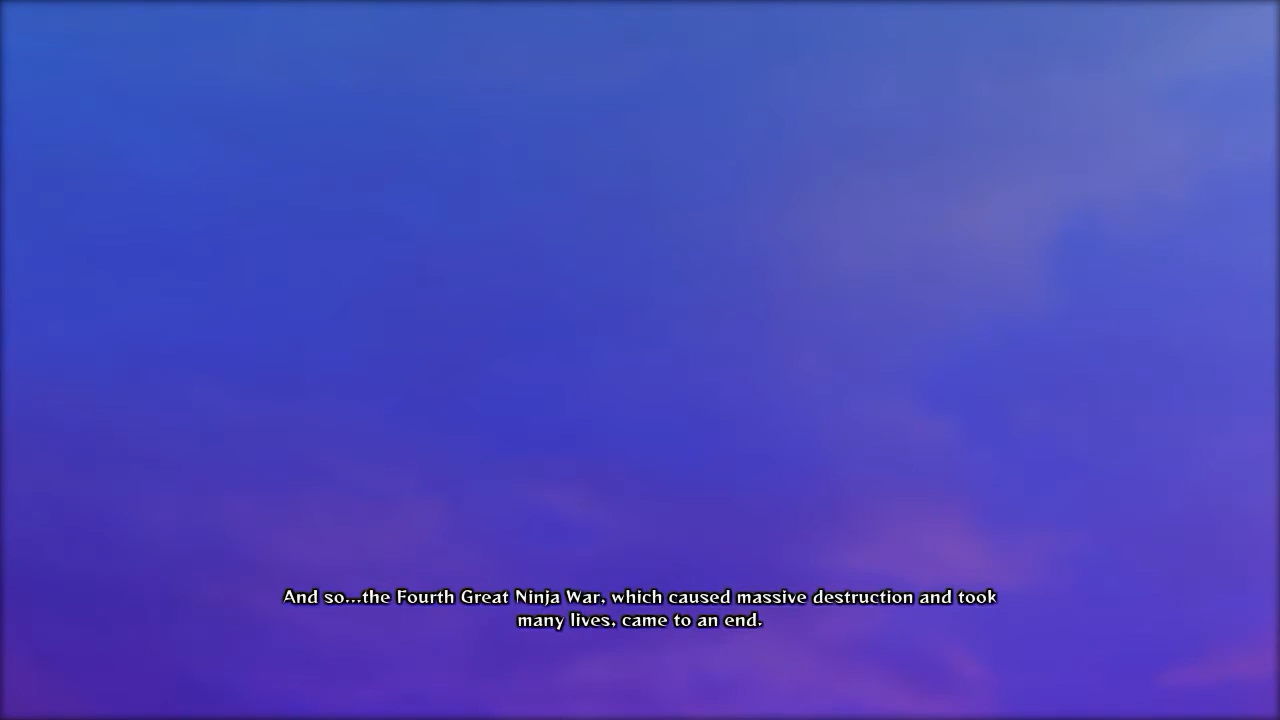 And so...the Fourth Great Ninja War, which caused massive destruction and took
many lives, came to an end.